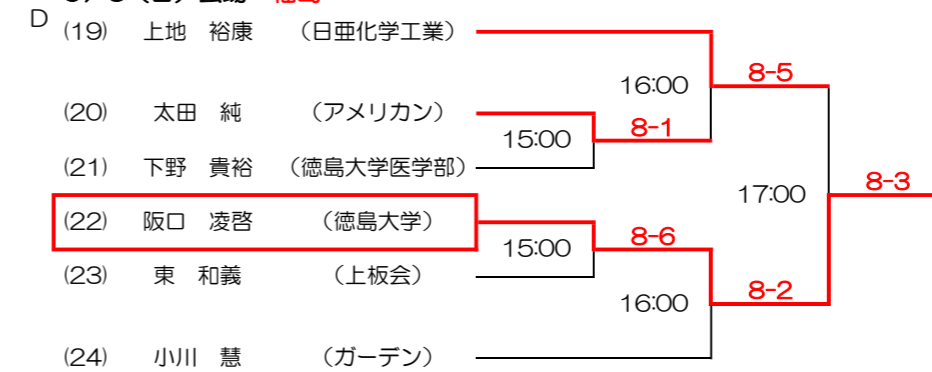 D
(19) 上地 裕康 （日亜化学工業）
16:00 8-5
(20) 太田 純 （アメリカン）
15:00 8-1
(21) 下野 貴裕 （徳島大学医学部）
17:00 8-3
(22) 阪口 凌啓 （徳島大学）
15:00 8-6
(23) 東 和義 （上板会）
16:00 8-2
(24) 小川 慧 （ガーデン）